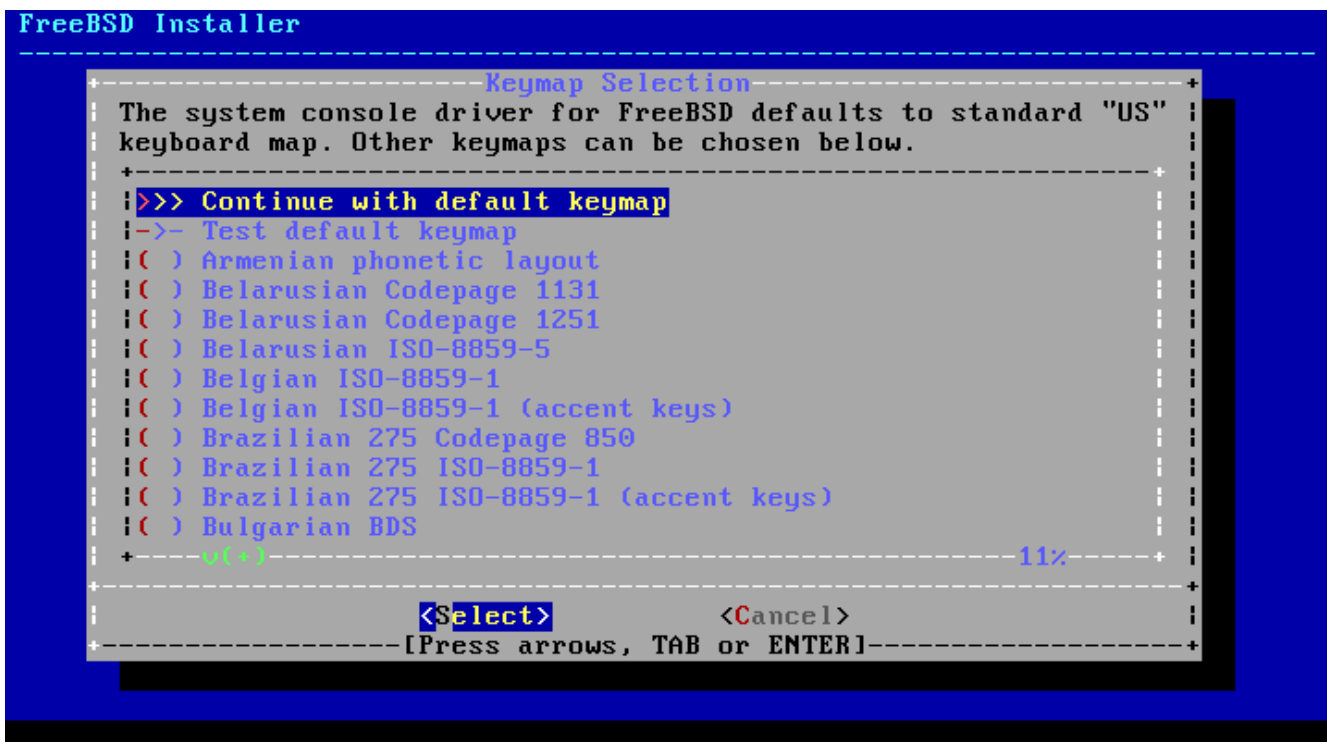 FreeBSD Installer
Keymap Selection
The system console driver for FreeBSD defaults to standard "US"
keyboard map. Other keymaps can be chosen below.
>>> Continue with default keymap
->- Test default keymap
( ) Armenian phonetic layout
( ) Belarusian Codepage 1131
( ) Belarusian Codepage 1251
( ) Belarusian ISO-8859-5
( ) Belgian ISO-8859-1
( ) Belgian ISO-8859-1 (accent keys)
( ) Brazilian 275 Codepage 850
( ) Brazilian 275 ISO-8859-1
( ) Brazilian 275 ISO-8859-1 (accent keys)
( ) Bulgarian BDS
v(+) 11%
<Select> <Cancel>
[Press arrows, TAB or ENTER]